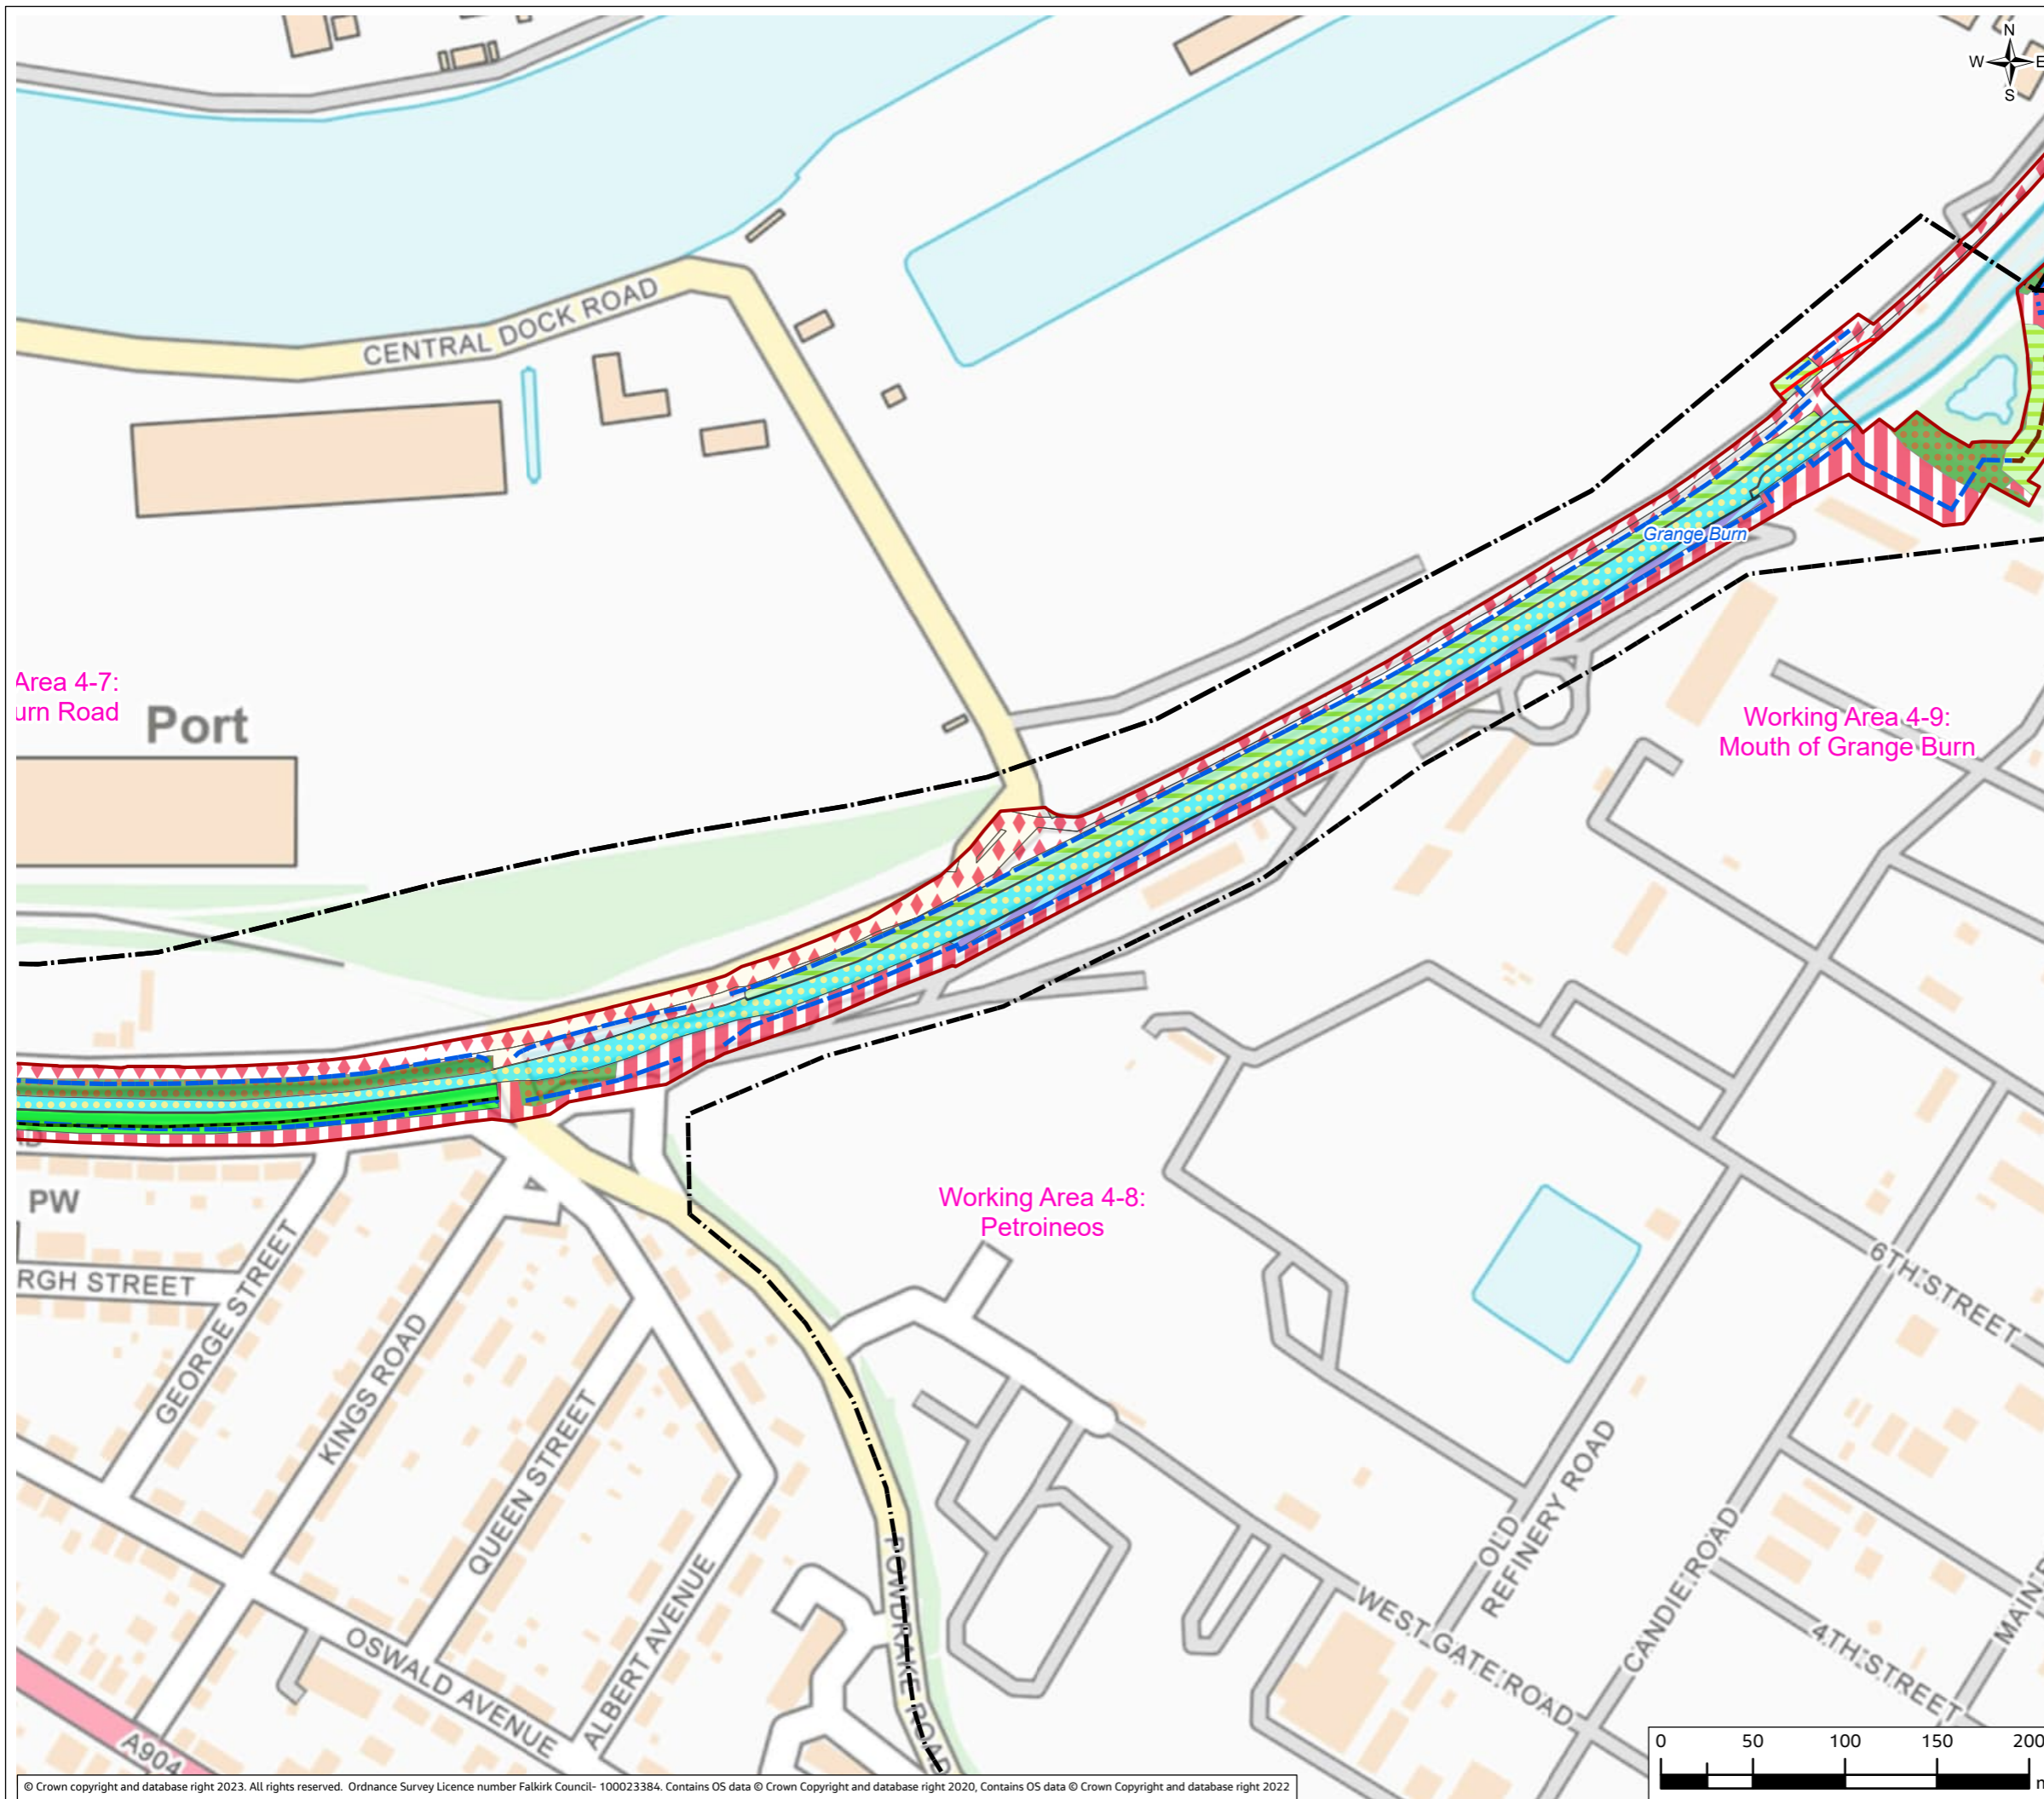 N
W E
S
CENTRAL DOCK ROAD
Grange Burn
Area 4-7:
urn Road
Port
Working Area 4-9:
Mouth of Grange Burn
PW
Working Area 4-8:
Petroineos
RGH STREET
GEORGE STREET
KINGS ROAD
QUEEN STREET
6TH STREET
OLD
REFINERY ROAD
CANDIE ROAD
POWDRAKE ROAD
WEST GATE ROAD
4TH STREET
OSWALD AVENUE
ALBERT AVENUE
A904
0 50 100 150 200
© Crown copyright and database right 2023. All rights reserved. Ordnance Survey Licence number Falkirk Council- 100023384. Contains OS data © Crown Copyright and database right 2020, Contains OS data © Crown Copyright and database right 2022